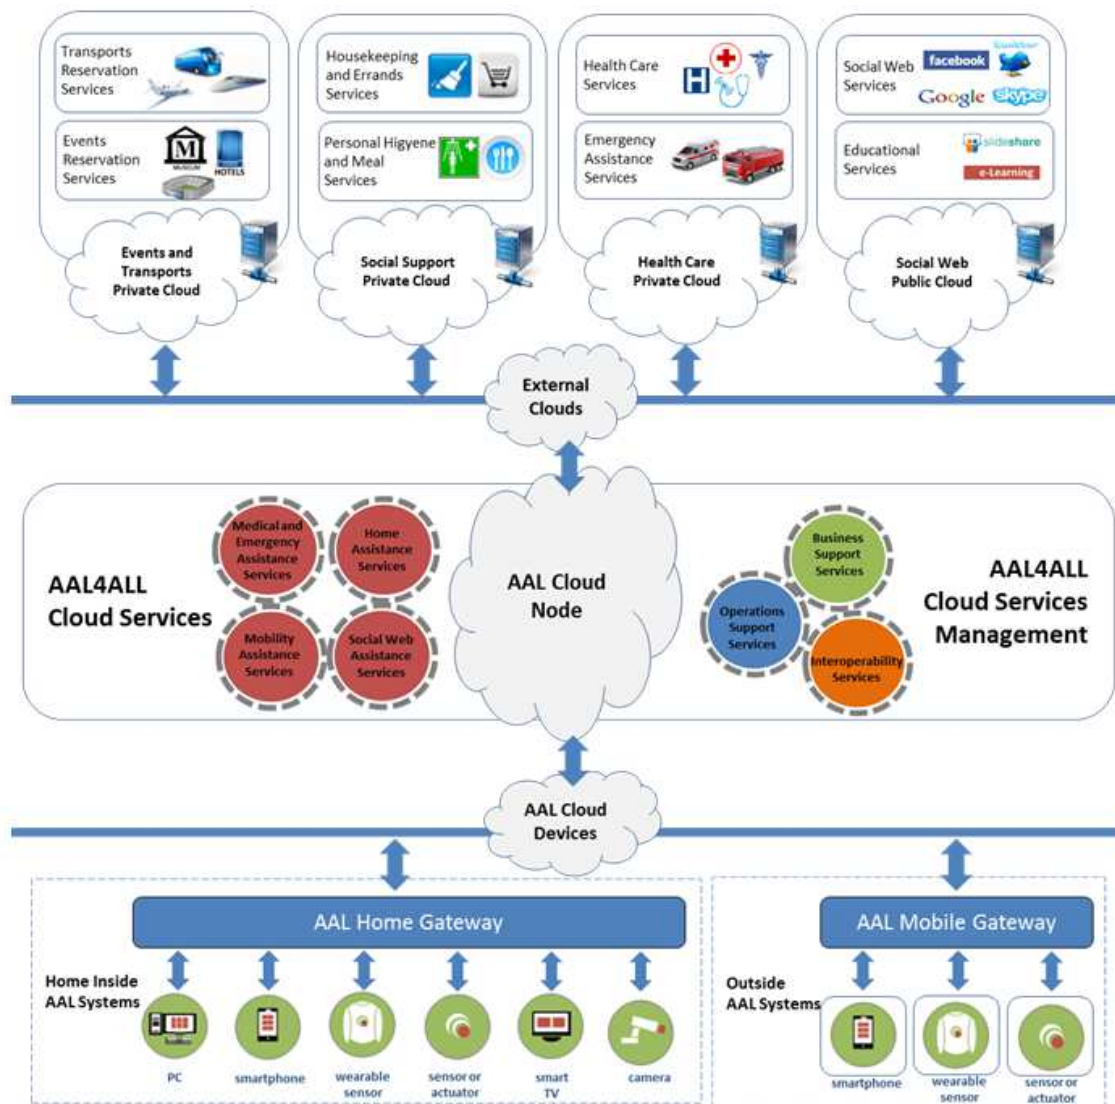 Transports
Reservation
Services
Events
Reservation
Services
MUSEUM
HOTELS
Events and
Transports
Private Cloud
Housekeeping
and Errands
Services
Personal Higyene
and Meal
Services
Social Support
Private Cloud
Health Care
Services
H
Emergency
Assistance
Services
Health Care
Private Cloud
Social Web
Services
facebook
twitter
Google
skype
Educational
Services
slideshare
e-Learning
Social Web
Public Cloud
External
Clouds
AAL4ALL
Cloud Services
Medical and
Emergency
Assistance
Services
Home
Assistance
Services
Mobility
Assistance
Services
Social Web
Assistance
Services
AAL Cloud
Node
Business
Support
Services
Operations
Support
Services
Interoperability
Services
AAL4ALL
Cloud Services
Management
AAL Cloud
Devices
AAL Home Gateway
Home Inside
AAL Systems
PC
smartphone
wearable
sensor
sensor or
actuator
smart
TV
camera
AAL Mobile Gateway
Outside
AAL Systems
smartphone
wearable
sensor
sensor or
actuator